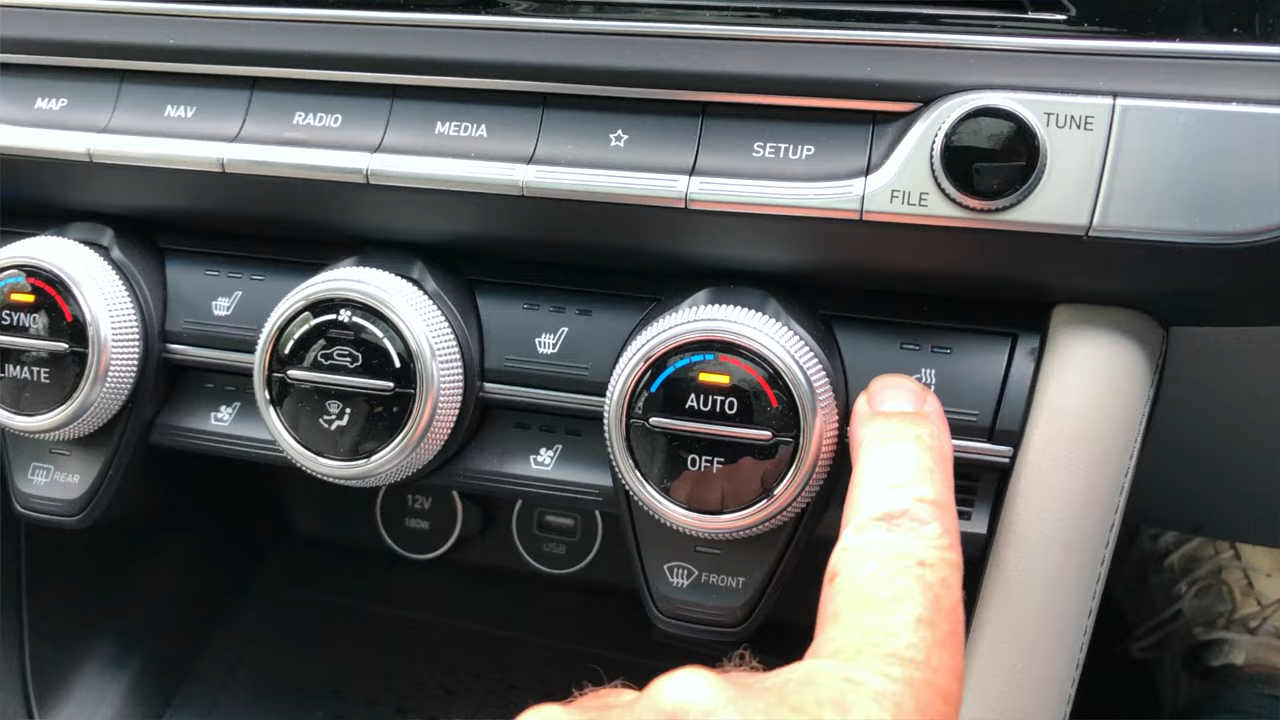 MAP
NAV
RADIO
MEDIA
SETUP
TUNE
FILE
SYNC
LIMATE
REAR
AUTO
OFF
FRONT
12V
180W
USB